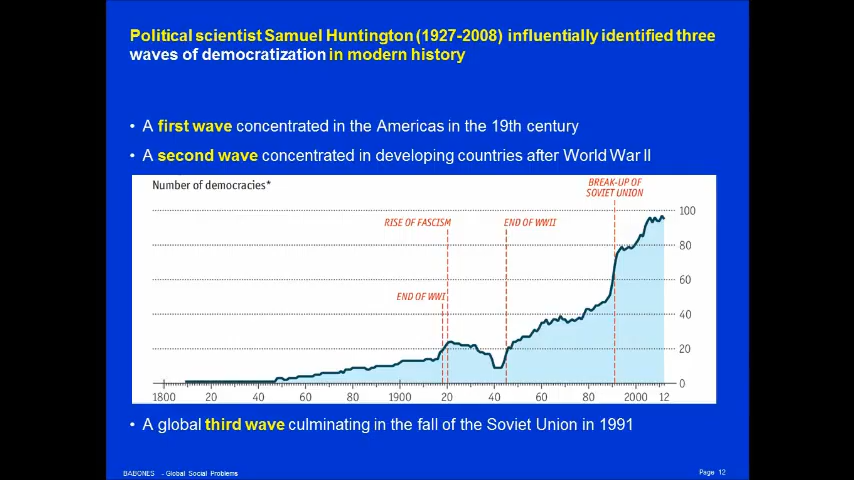 Political scientist Samuel Huntington (1927-2008) influentially identified three
waves of democratization in modern history
• A first wave concentrated in the Americas in the 19th century
• A second wave concentrated in developing countries after World War II
Number of democracies*
BREAK-UP OF
SOVIET UNION
100
RISE OF FASCISM
END OF WWII
80
60
END OF WWI
40
20
0
1800 20 40 60 80 1900 20 40 60 80 2000 12
• A global third wave culminating in the fall of the Soviet Union in 1991
BABONES - Global Social Problems
Page 12